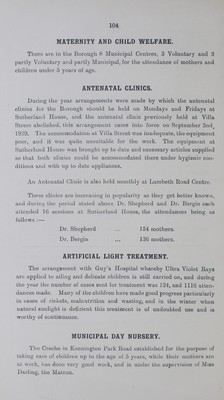 104
MATERNITY AND CHILD WELFARE.
There are in the Borough 6 Municipal Centres, 3 Voluntary and 3
partly Voluntary and partly Municipal, for the attendance of mothers and
children under 5 years of age.
ANTENATAL CLINICS.
During the year arrangements were made by which the antenatal
clinics for the Borough should be held on Mondays and Fridays at
Sutherland House, and the antenatal clinic previously held at Villa
Street abolished, this arrangement came into force on September 2nd,
1929. The accommodation at Villa Street was inadequate, the equipment
poor, and it was quite unsuitable for the work. The equipment at
Sutherland House was brought up to date and necessary articles supplied
so that both clinics could be accommodated there under hygienic con-
ditions and with up to date appliances.
An Antenatal Clinic is also held monthly at Lambeth Road Centre.
These clinics are increasing in popularity as they get better known,
and during the period stated above Dr. Shepherd and Dr. Bergin each
attended 16 sessions at Sutherland House, the attendances being as
follows :—
Dr. Shepherd ... 134 mothers.
Dr. Bergin ... 136 mothers.
ARTIFICIAL LIGHT TREATMENT.
The arrangement with Guy's Hospital whereby Ultra Violet Rays
are applied to ailing and delicate children is still carried on, and during
the year the number of cases sent for treatment was 124, and 1116 atten-
dances made. Many of the children have made good progress particularly
in cases of rickets, malnutrition and wasting, and in the winter when
natural sunlight is deficient this treatment is of undoubted use and is
worthy of continuance.
MUNICIPAL DAY NURSERY.
The Creche in Kennington Park Road established for the purpose of
taking care of children up to the age of 5 years, while their mothers are
at work, has done very good work, and is under the supervision of Miss
Darling, the Matron.